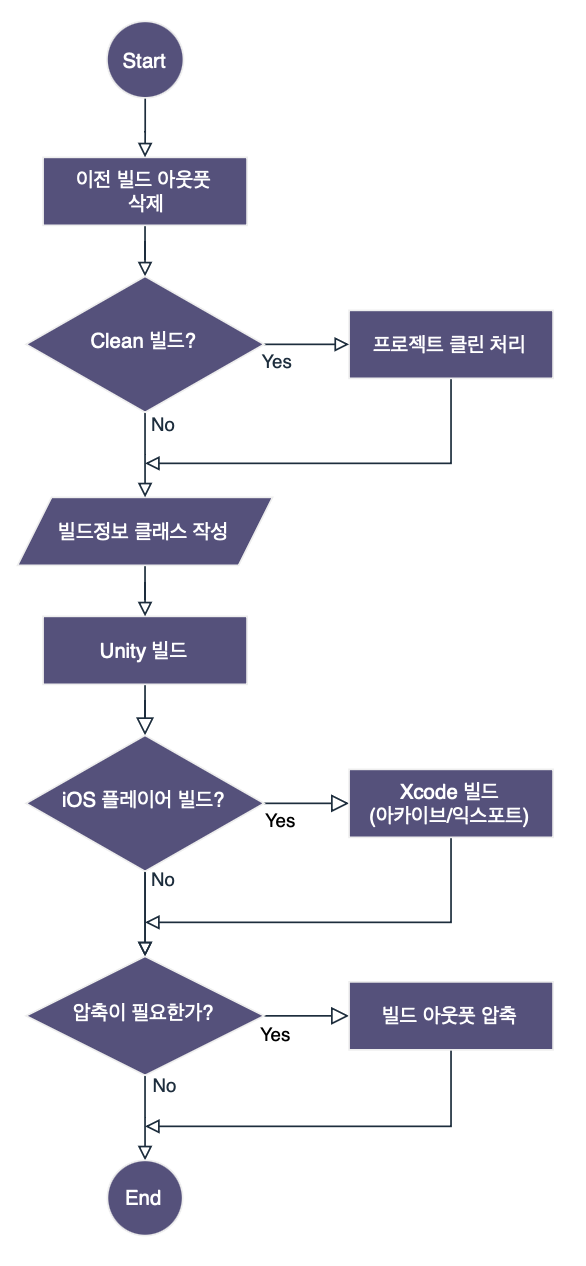 Start
이전 빌드 아웃풋
삭제
Clean 빌드?
Yes
프로젝트 클린 처리
No
빌드정보 클래스 작성
Unity 빌드
iOS 플레이어 빌드?
Yes
Xcode 빌드
(아카이브/익스포트)
No
압축이 필요한가?
Yes
빌드 아웃풋 압축
No
End